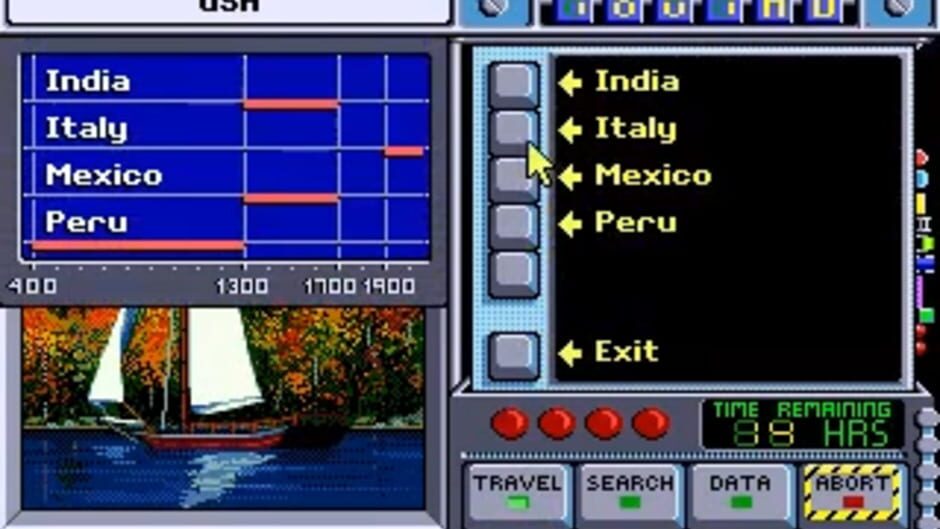 USA
India
Italy
Mexico
Peru
400 1300 1700 1900
India
Italy
Mexico
Peru
Exit
TIME REMAINING
HRS
TRAVEL
SEARCH
DATA
ABORT